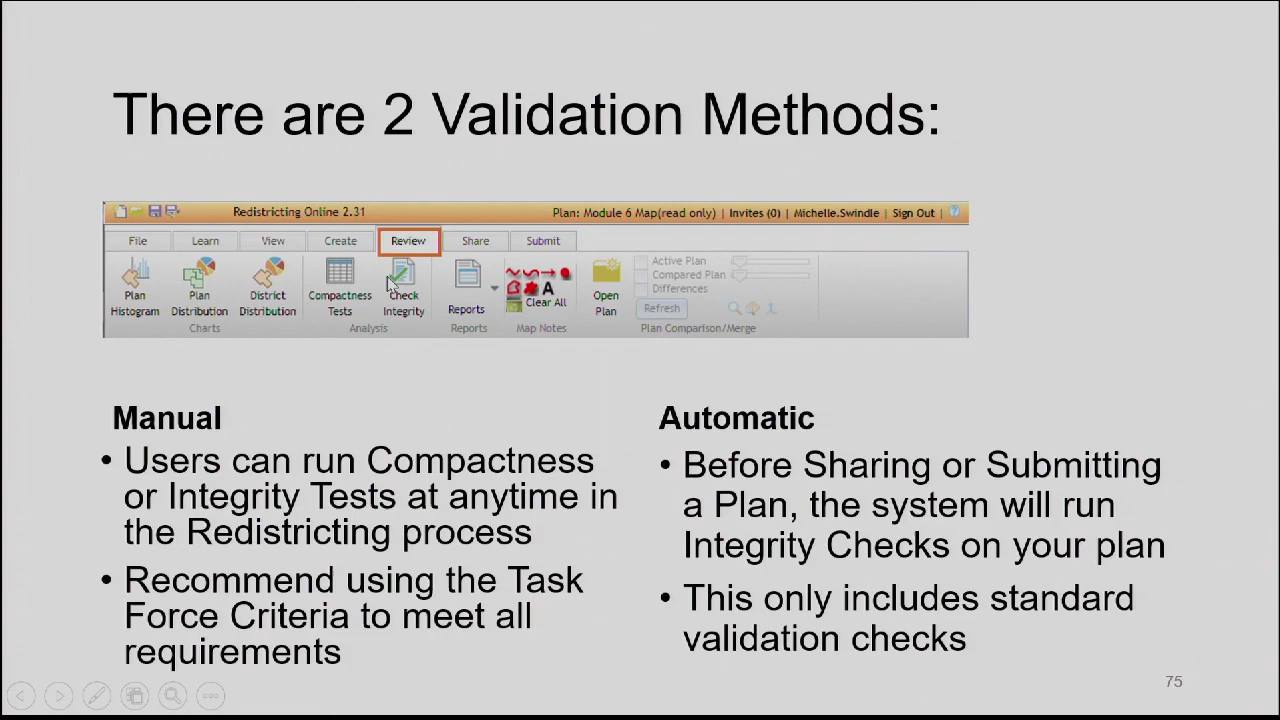 There are 2 Validation Methods:
Redistricting Online 2.31
Plan: Module 6 Map(read only) | Invites (0) | Michelle.Swindle | Sign Out |
File Learn View Create Review Share Submit
Plan Histogram
Plan Distribution
District Distribution
Charts
Compactness Tests
Check Integrity
Analysis
Reports
Reports
A
Clear All
Map Notes
Open Plan
Active Plan
Compared Plan
Differences
Refresh
Plan Comparison/Merge
Manual
• Users can run Compactness
or Integrity Tests at anytime in
the Redistricting process
• Recommend using the Task
Force Criteria to meet all
requirements
Automatic
• Before Sharing or Submitting
a Plan, the system will run
Integrity Checks on your plan
• This only includes standard
validation checks
75